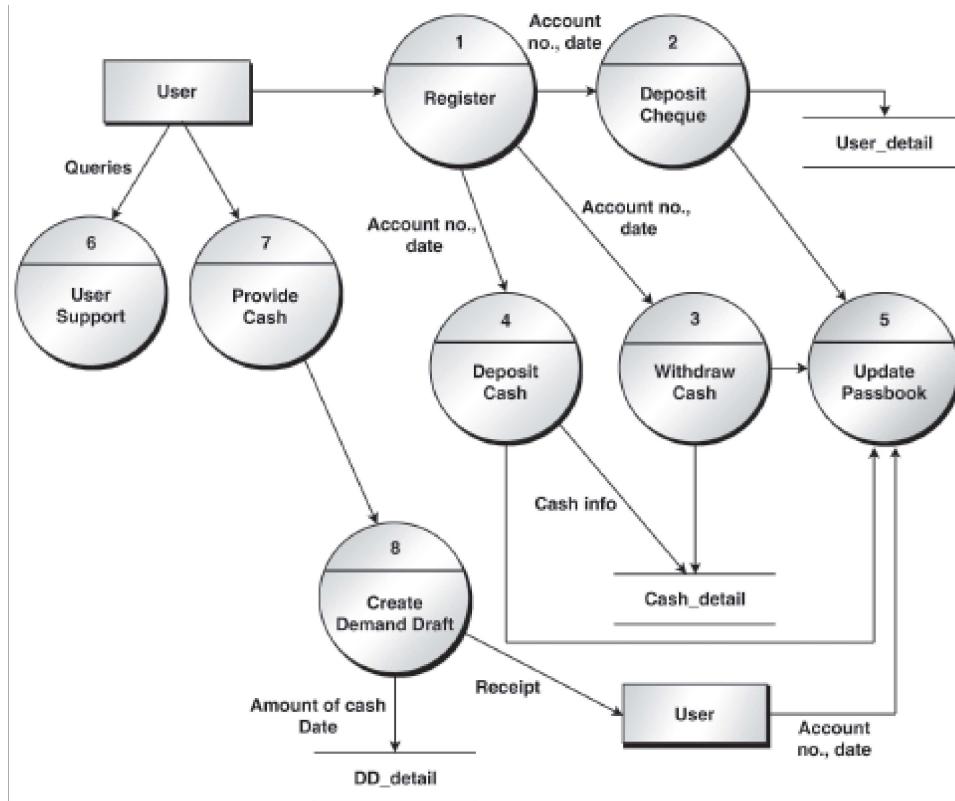 1
Account
no., date
2
User
Register
Deposit
Cheque
User_detail
Queries
Account no.,
date
Account no.,
date
6
User
Support
7
Provide
Cash
4
Deposit
Cash
3
Withdraw
Cash
5
Update
Passbook
Cash info
8
Create
Demand Draft
Cash_detail
Receipt
User
Amount of cash
Date
Account
no., date
DD_detail